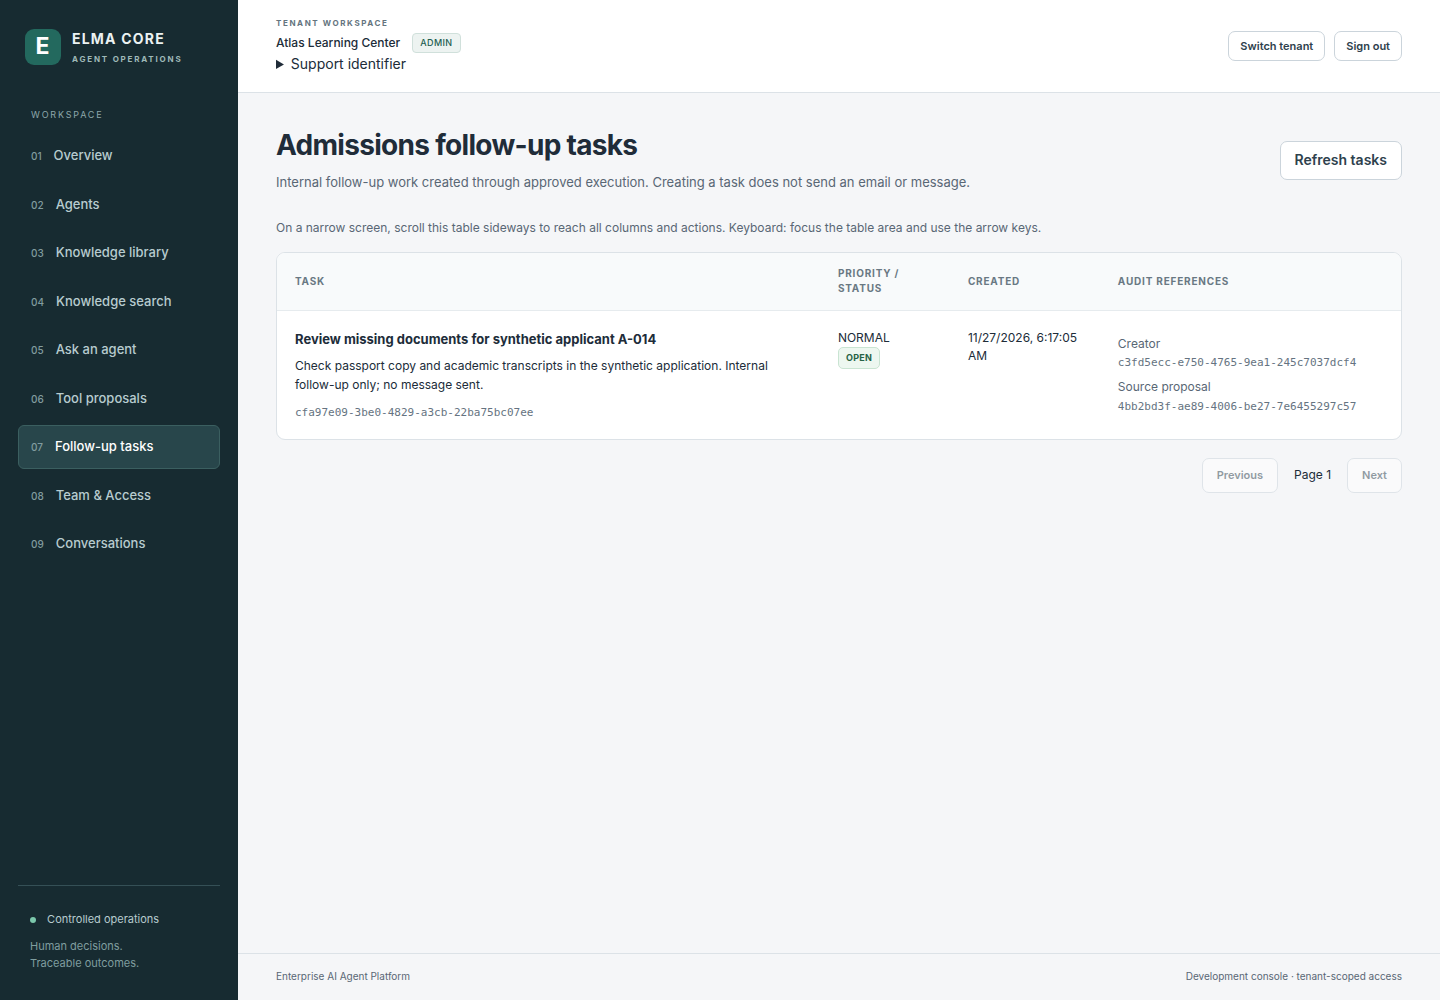 E
ELMA CORE
AGENT OPERATIONS
WORKSPACE
01 Overview
02 Agents
03 Knowledge library
04 Knowledge search
05 Ask an agent
06 Tool proposals
07 Follow-up tasks
08 Team & Access
09 Conversations
Controlled operations
Human decisions.
Traceable outcomes.
TENANT WORKSPACE
Atlas Learning Center ADMIN
Support identifier
Switch tenant Sign out
Admissions follow-up tasks
Internal follow-up work created through approved execution. Creating a task does not send an email or message.
Refresh tasks
On a narrow screen, scroll this table sideways to reach all columns and actions. Keyboard: focus the table area and use the arrow keys.
TASK
PRIORITY /
STATUS
CREATED
AUDIT REFERENCES
Review missing documents for synthetic applicant A-014
Check passport copy and academic transcripts in the synthetic application. Internal
follow-up only; no message sent.
cfa97e09-3be0-4829-a3cb-22ba75bc07ee
NORMAL
OPEN
11/27/2026, 6:17:05
AM
Creator
c3fd5ecc-e750-4765-9ea1-245c7037dcf4
Source proposal
4bb2bd3f-ae89-4006-be27-7e6455297c57
Previous Page 1 Next
Enterprise AI Agent Platform
Development console · tenant-scoped access